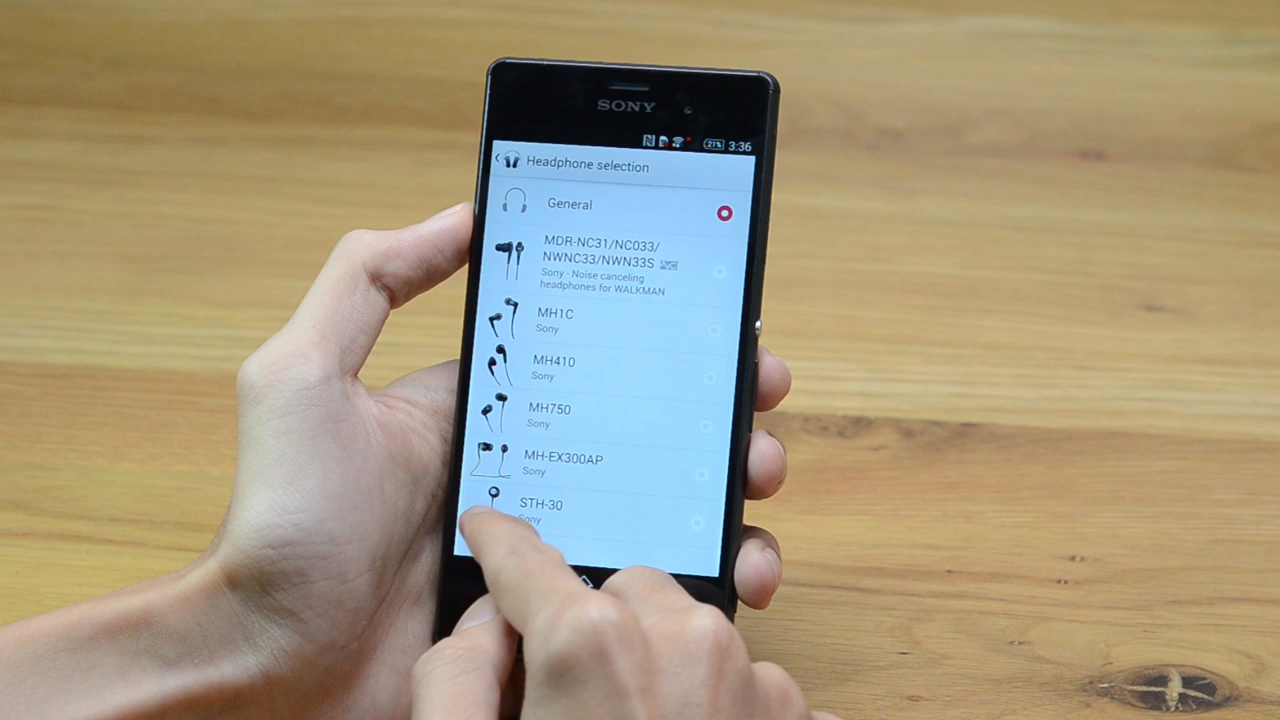 SONY
21% 3:36
Headphone selection
General
MDR-NC31/NC033/
NWNC33/NWN33S
Sony - Noise canceling
headphones for WALKMAN
MH1C
Sony
MH410
Sony
MH750
Sony
MH-EX300AP
Sony
STH-30
Sony